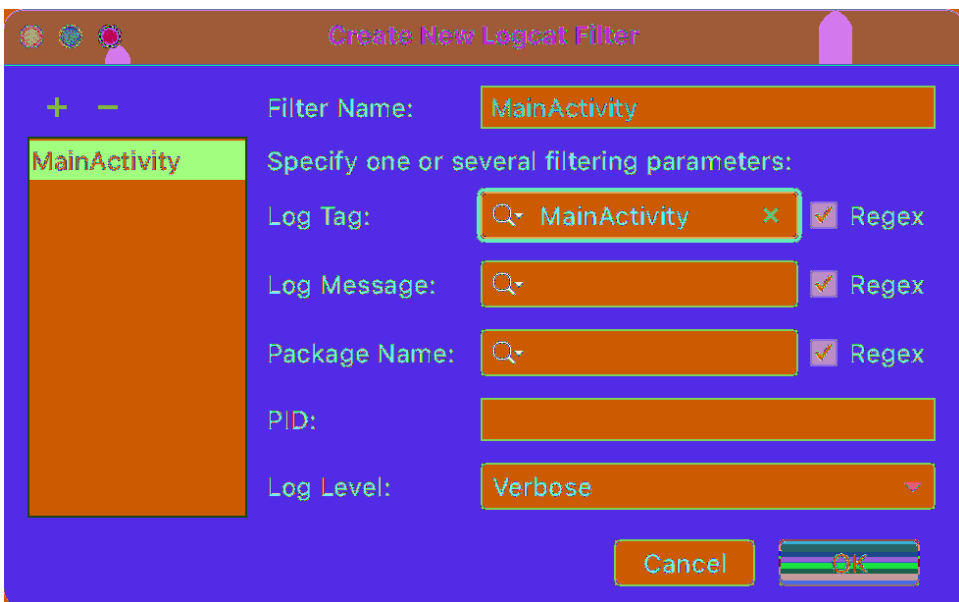 Create New Logcat Filter
+ −
Filter Name: MainActivity
MainActivity
Specify one or several filtering parameters:
Log Tag: MainActivity × Regex
Log Message: Regex
Package Name: Regex
PID:
Log Level: Verbose
Cancel OK